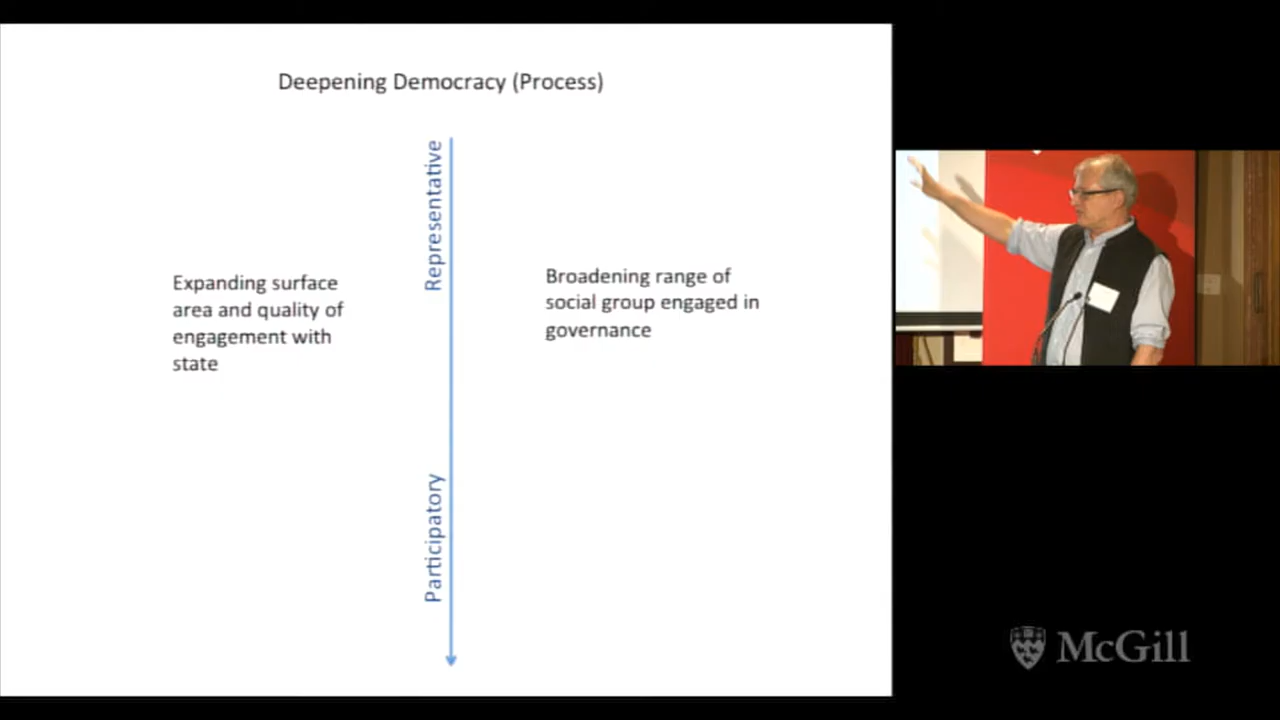 Deepening Democracy (Process)
Representative
Expanding surface
area and quality of
engagement with
state
Broadening range of
social group engaged in
governance
Participatory
McGill